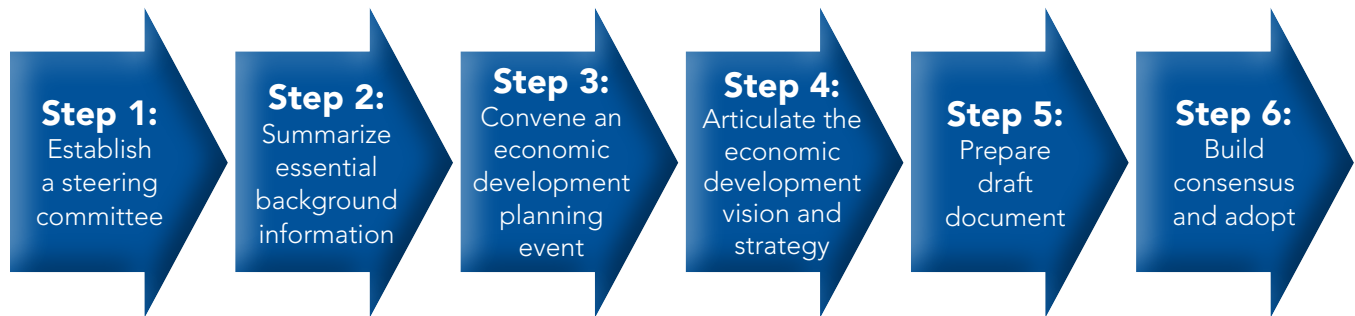 Step 1:
Establish
a steering
committee
Step 2:
Summarize
essential
background
information
Step 3:
Convene an
economic
development
planning
event
Step 4:
Articulate the
economic
development
vision and
strategy
Step 5:
Prepare
draft
document
Step 6:
Build
consensus
and adopt